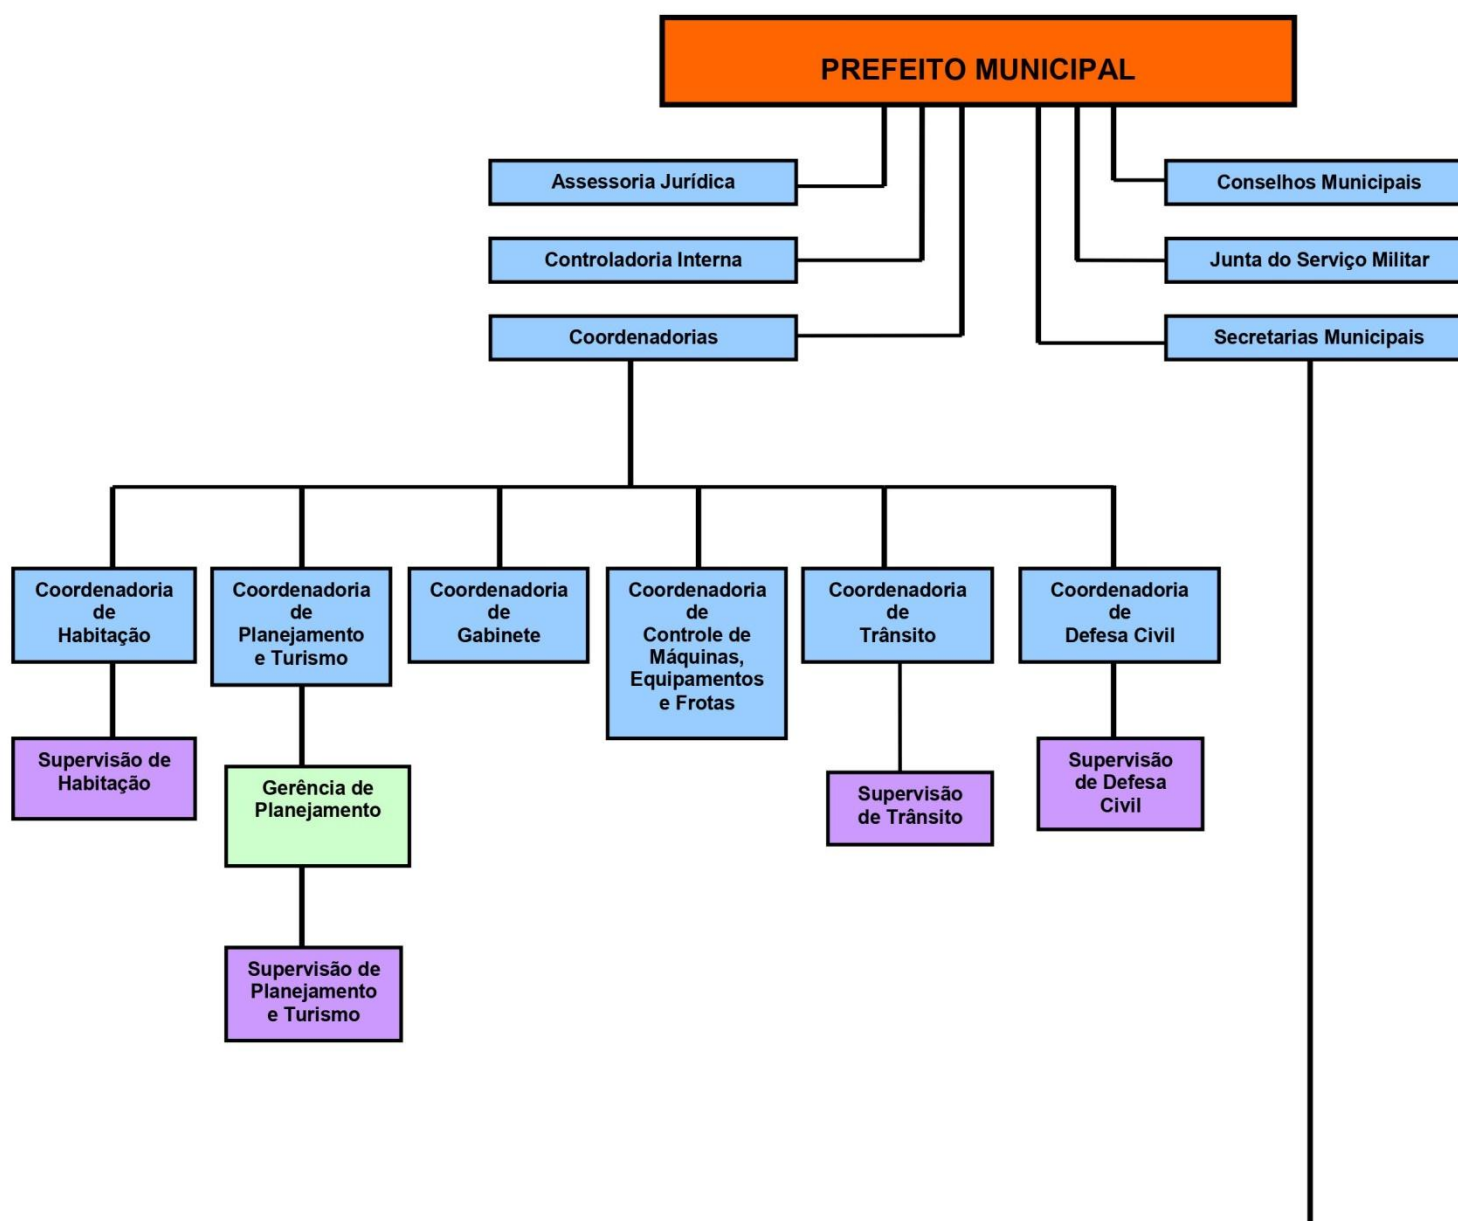 PREFEITO MUNICIPAL
Assessoria Jurídica
Conselhos Municipais
Controladoria Interna
Junta do Serviço Militar
Coordenadorias
Secretarias Municipais
Coordenadoria
de
Habitação
Coordenadoria
de
Planejamento
e Turismo
Coordenadoria
de
Gabinete
Coordenadoria
de
Controle de
Máquinas,
Equipamentos
e Frotas
Coordenadoria
de
Trânsito
Coordenadoria
de
Defesa Civil
Supervisão de
Habitação
Gerência de
Planejamento
Supervisão
de Trânsito
Supervisão
de Defesa
Civil
Supervisão de
Planejamento
e Turismo